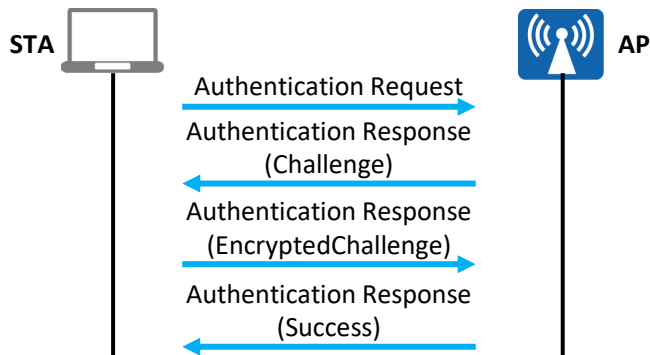 STA
AP
Authentication Request
Authentication Response
(Challenge)
Authentication Response
(EncryptedChallenge)
Authentication Response
(Success)